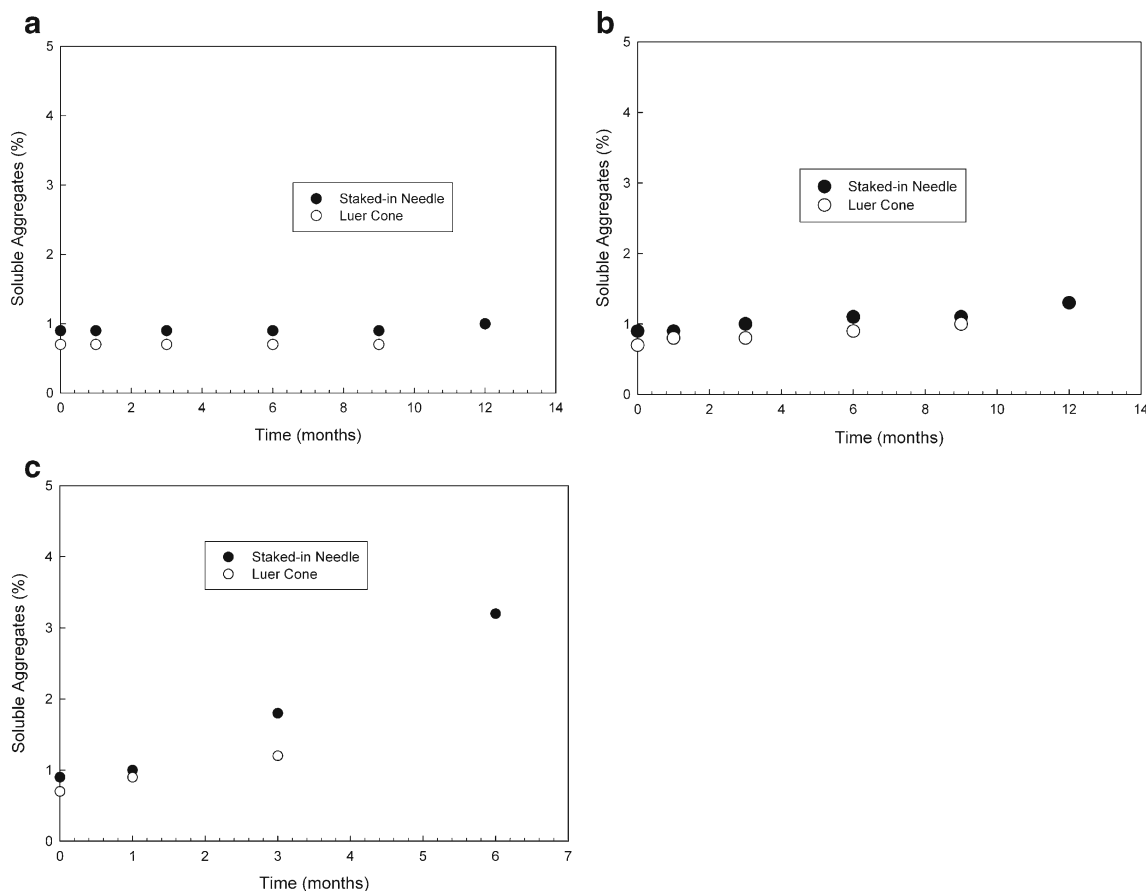 a
5
4
3
2
1
0
Soluble Aggregates (%)
Staked-in Needle
Luer Cone
0 2 4 6 8 10 12 14
Time (months)
b
5
4
3
2
1
0
Soluble Aggregates (%)
Staked-in Needle
Luer Cone
0 2 4 6 8 10 12 14
Time (months)
c
5
4
3
2
1
0
Soluble Aggregates (%)
Staked-in Needle
Luer Cone
0 1 2 3 4 5 6 7
Time (months)